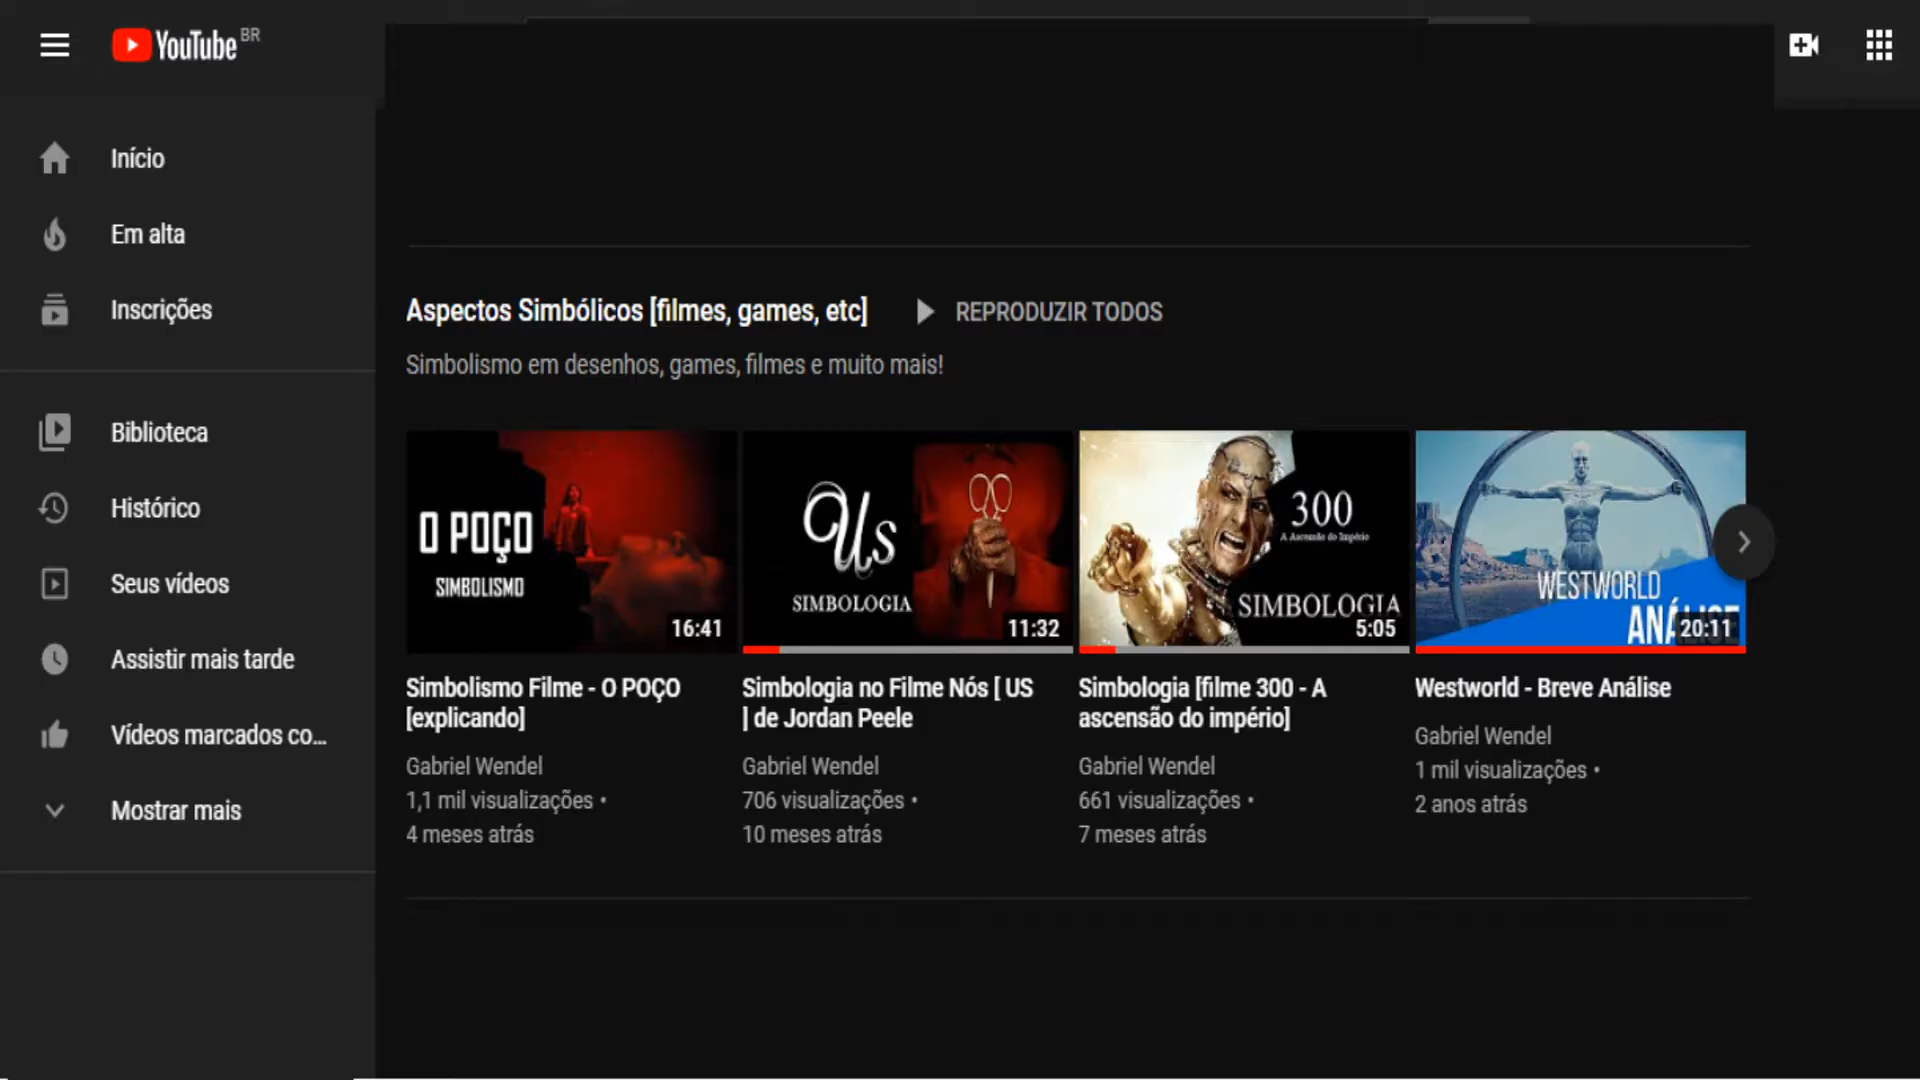 YouTube BR
Início
Em alta
Inscrições
Biblioteca
Histórico
Seus vídeos
Assistir mais tarde
Vídeos marcados co...
Mostrar mais
Aspectos Simbólicos [filmes, games, etc]
REPRODUZIR TODOS
Simbolismo em desenhos, games, filmes e muito mais!
O POÇO
SIMBOLISMO
16:41
Simbolismo Filme - O POÇO
[explicando]
Gabriel Wendel
1,1 mil visualizações •
4 meses atrás
Us
SIMBOLOGIA
11:32
Simbologia no Filme Nós [ US
] de Jordan Peele
Gabriel Wendel
706 visualizações •
10 meses atrás
300
A Ascensão do Império
SIMBOLOGIA
5:05
Simbologia [filme 300 - A
ascensão do império]
Gabriel Wendel
661 visualizações •
7 meses atrás
WESTWORLD
ANÁLISE
20:11
Westworld - Breve Análise
Gabriel Wendel
1 mil visualizações •
2 anos atrás